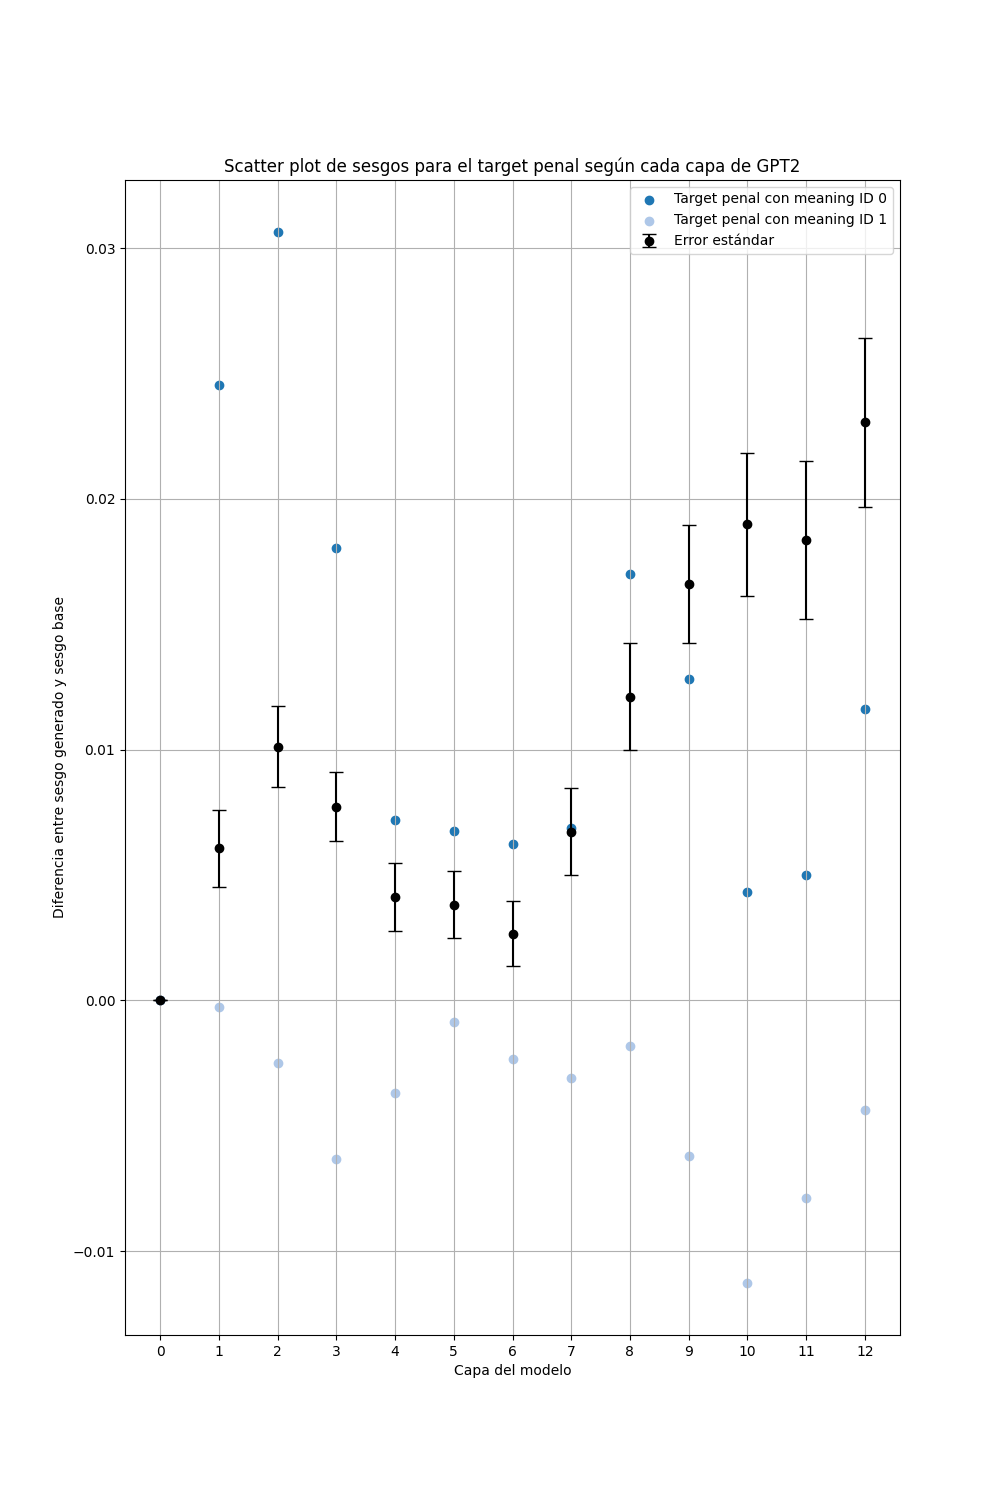 Scatter plot de sesgos para el target penal según cada capa de GPT2
Target penal con meaning ID 0
Target penal con meaning ID 1
Error estándar
0.03
0.02
0.01
0.00
−0.01
Diferencia entre sesgo generado y sesgo base
0 1 2 3 4 5 6 7 8 9 10 11 12
Capa del modelo